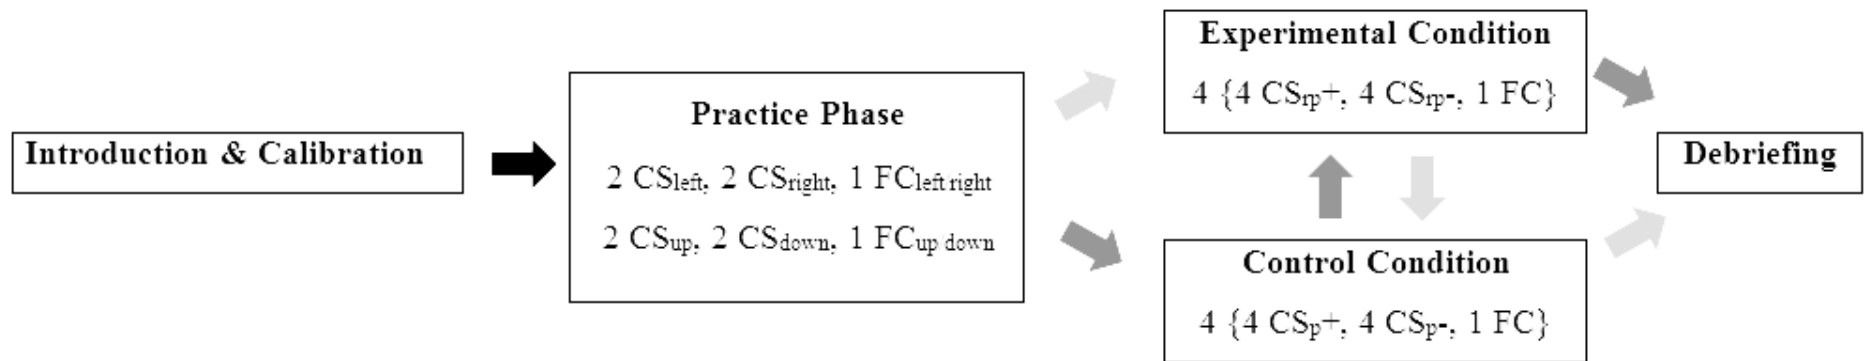 Introduction & Calibration
Practice Phase
2 CSleft, 2 CSright, 1 FCleft right
2 CSup, 2 CSdown, 1 FCup down
Experimental Condition
4 {4 CSrp+, 4 CSrp-, 1 FC}
Control Condition
4 {4 CSp+, 4 CSp-, 1 FC}
Debriefing